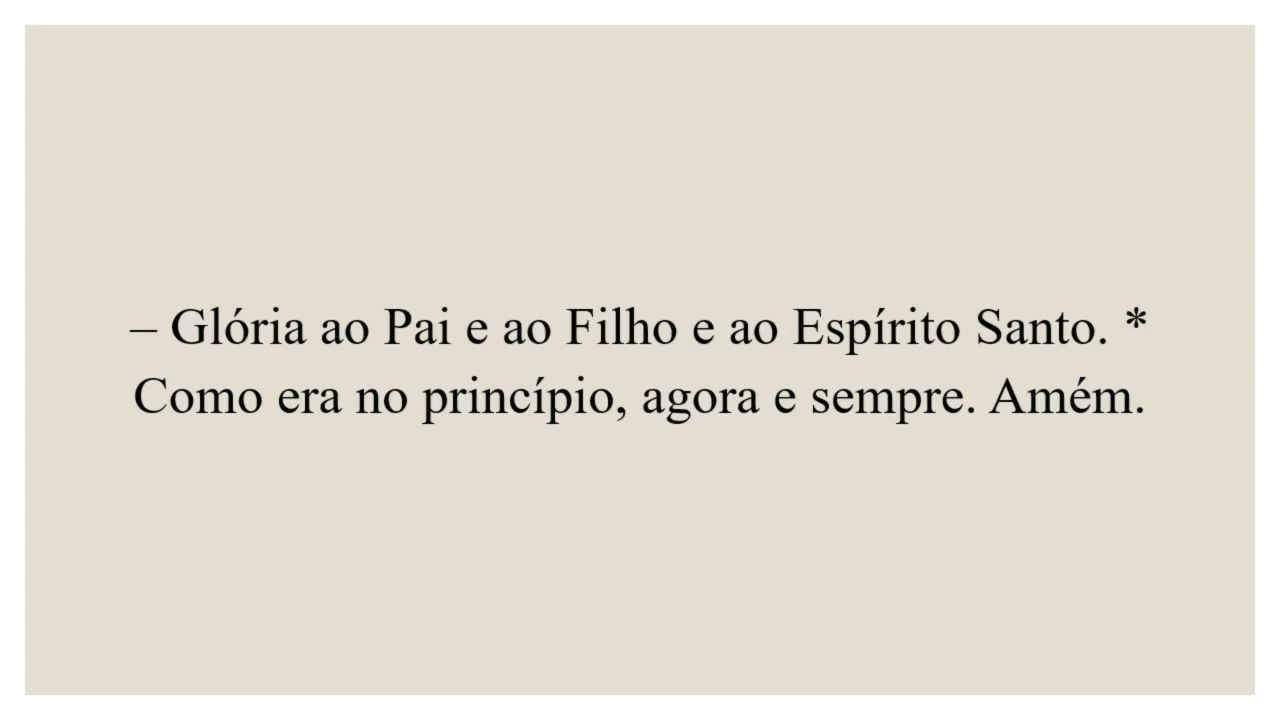 – Glória ao Pai e ao Filho e ao Espírito Santo. *
Como era no princípio, agora e sempre. Amém.